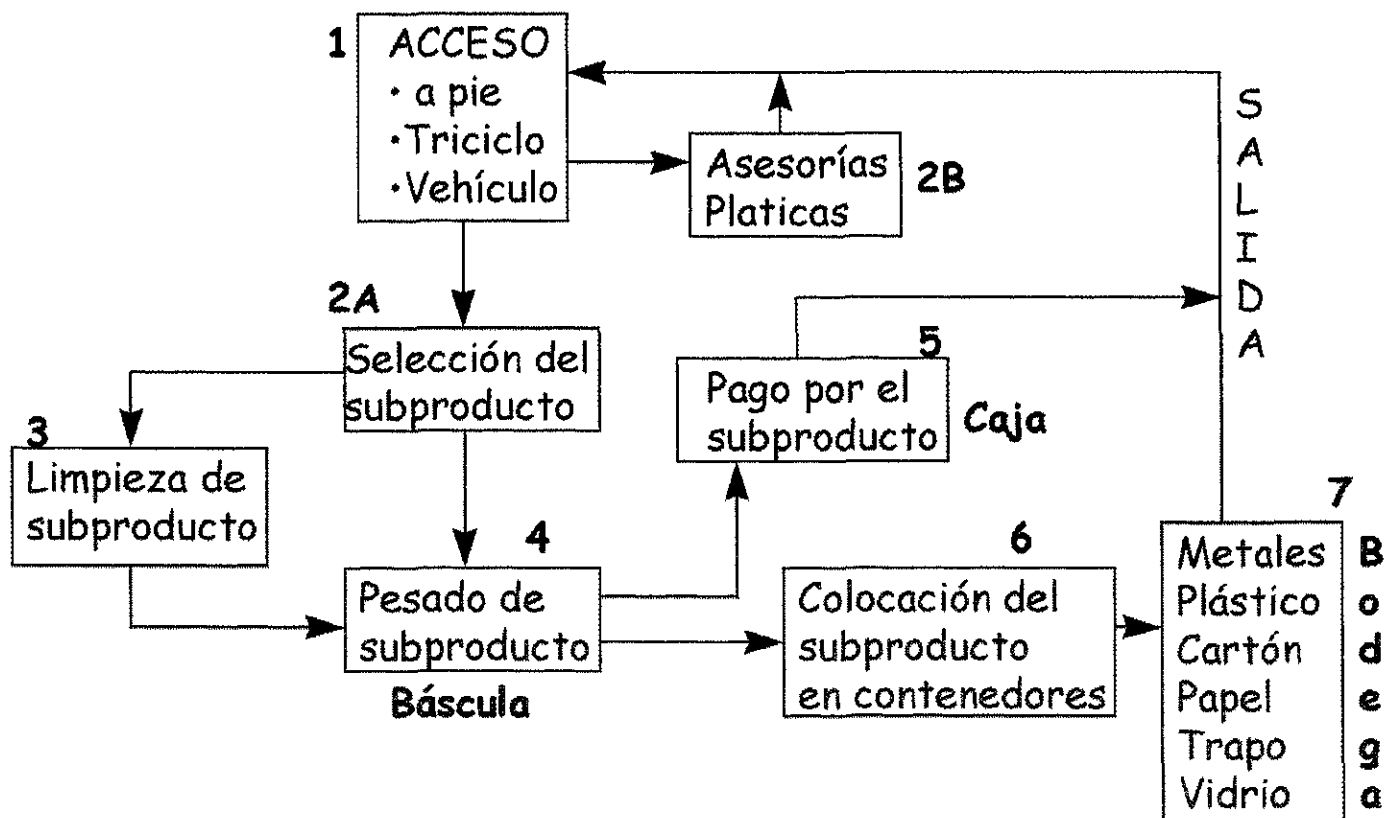 1
ACCESO
• a pie
•Triciclo
•Vehículo
Asesorías
Platicas
2B
SALIDA
2A
Selección del
subproducto
3
Limpieza de
subproducto
4
Pesado de
subproducto
Báscula
5
Pago por el
subproducto
Caja
6
Colocación del
subproducto
en contenedores
7
Metales
Plástico
Cartón
Papel
Trapo
Vidrio
Bodega